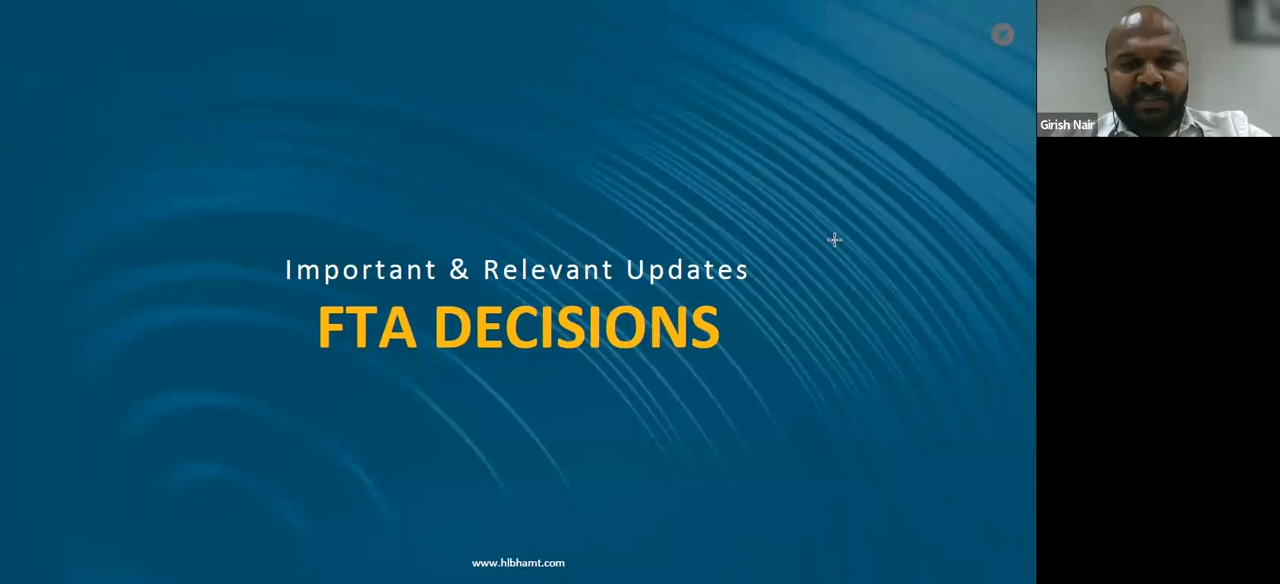 Important & Relevant Updates
FTA DECISIONS
www.hlbhamt.com
Girish Nair